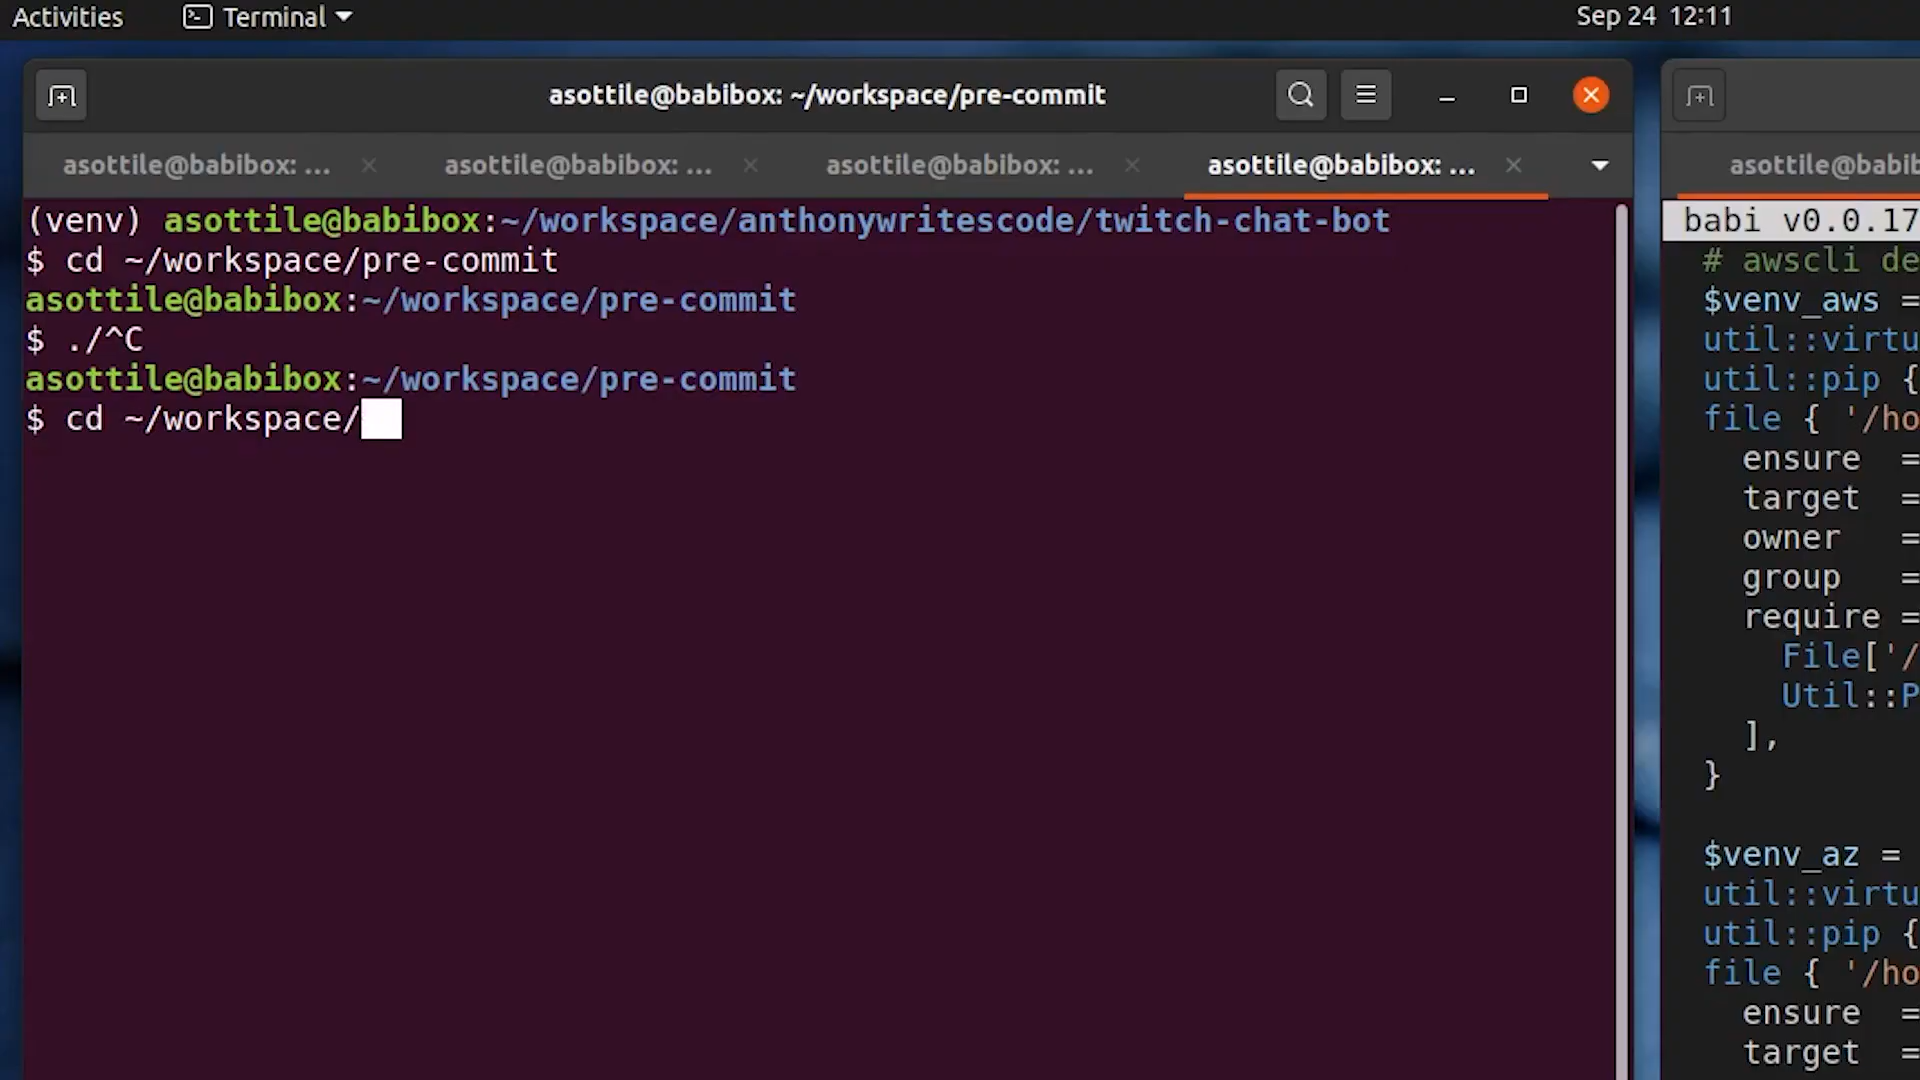 Activities
Terminal
Sep 24 12:11
asottile@babibox: ~/workspace/pre-commit
asottile@babibox: ...
asottile@babibox: ...
asottile@babibox: ...
asottile@babibox: ...
(venv) asottile@babibox:~/workspace/anthonywritescode/twitch-chat-bot
$ cd ~/workspace/pre-commit
asottile@babibox:~/workspace/pre-commit
$ ./^C
asottile@babibox:~/workspace/pre-commit
$ cd ~/workspace/
asottile@babib
babi v0.0.17
# awscli de
$venv_aws =
util::virtu
util::pip {
file { '/ho
ensure =
target =
owner =
group =
require =
File['/
Util::P
],
}
$venv_az =
util::virtu
util::pip {
file { '/ho
ensure =
target =